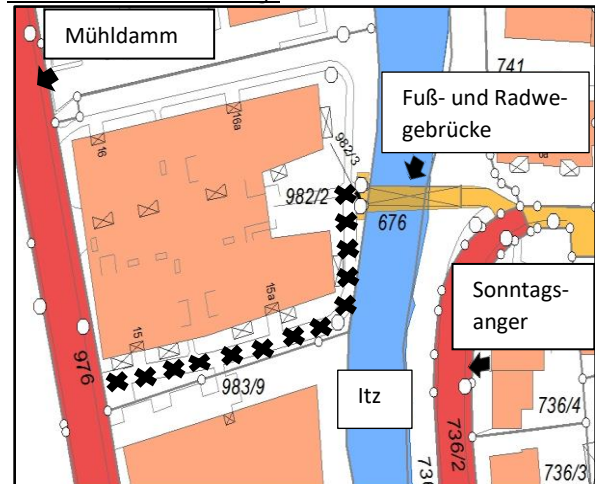 Mühldamm
741
Fuß- und Radwe-
gebrücke
16
16a
982/3
982/2
676
Sonntags-
anger
15
15a
976
983/9
Itz
736/2
736/4
736/3